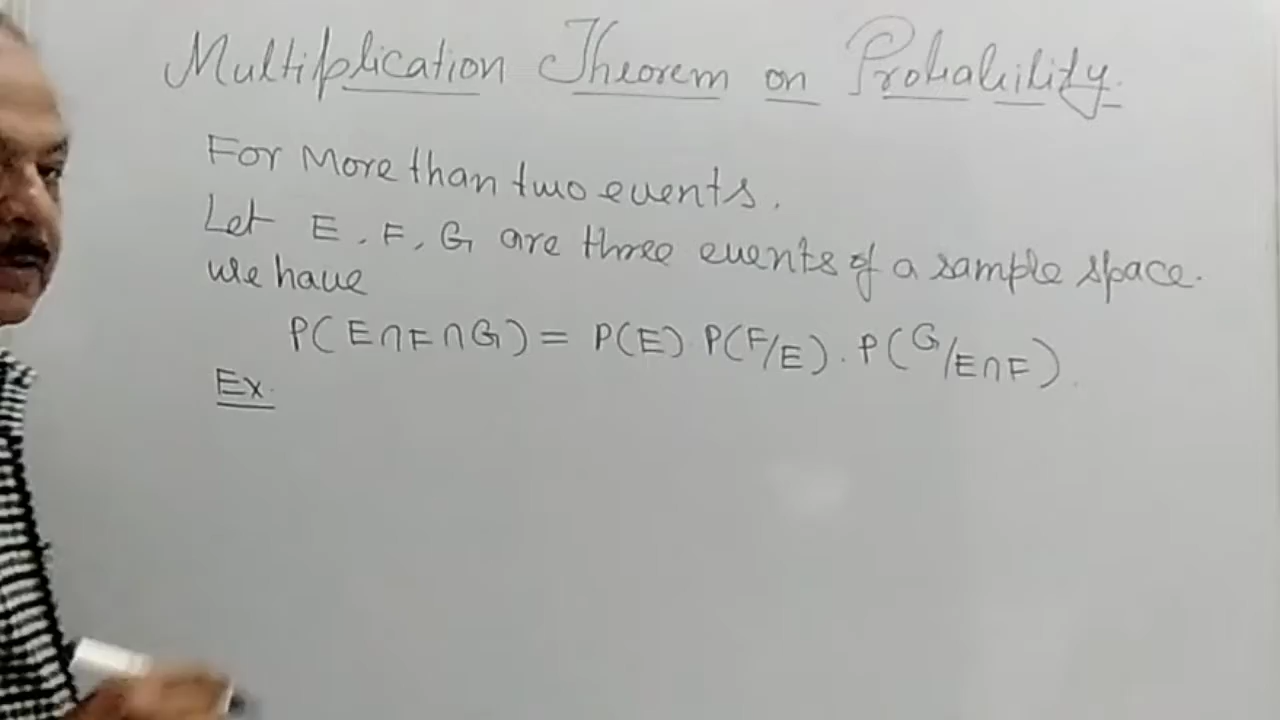 Multiplication Theorem on Probability.
For More than two events.
Let E, F, G are three events of a sample space.
we have
P(E∩F∩G) = P(E) P(F/E). P(G/E∩F).
Ex.